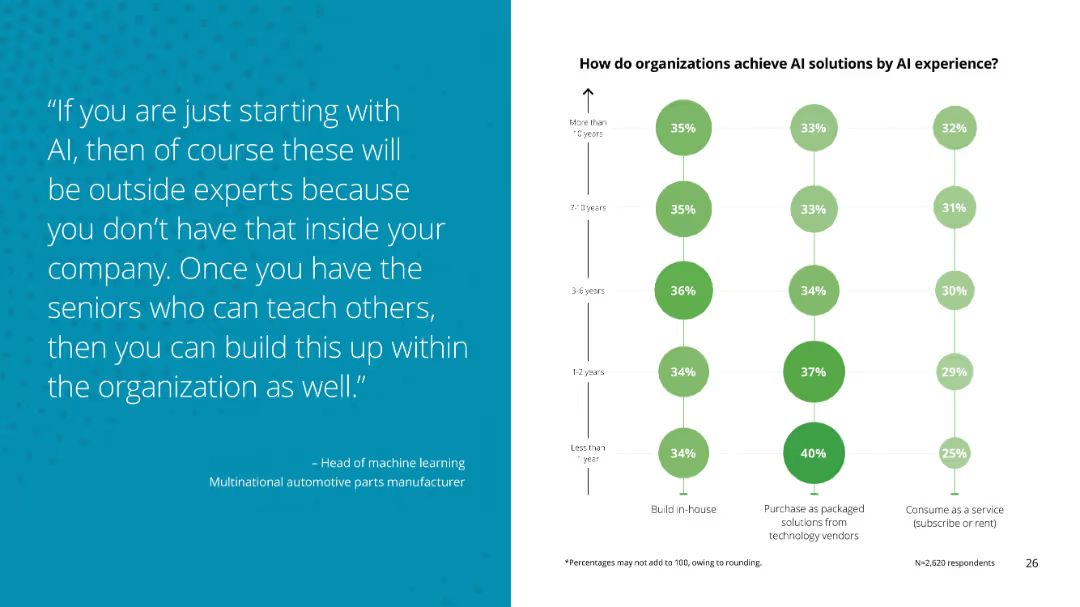 “If you are just starting with
AI, then of course these will
be outside experts because
you don’t have that inside your
company. Once you have the
seniors who can teach others,
then you can build this up within
the organization as well.”
– Head of machine learning
Multinational automotive parts manufacturer
How do organizations achieve AI solutions by AI experience?
More than
10 years
35%
33%
32%
7-10 years
35%
33%
31%
3-6 years
36%
34%
30%
1-2 years
34%
37%
29%
Less than
1 year
34%
40%
25%
Build in-house
Purchase as packaged
solutions from
technology vendors
Consume as a service
(subscribe or rent)
*Percentages may not add to 100, owing to rounding.
N=2,620 respondents
26